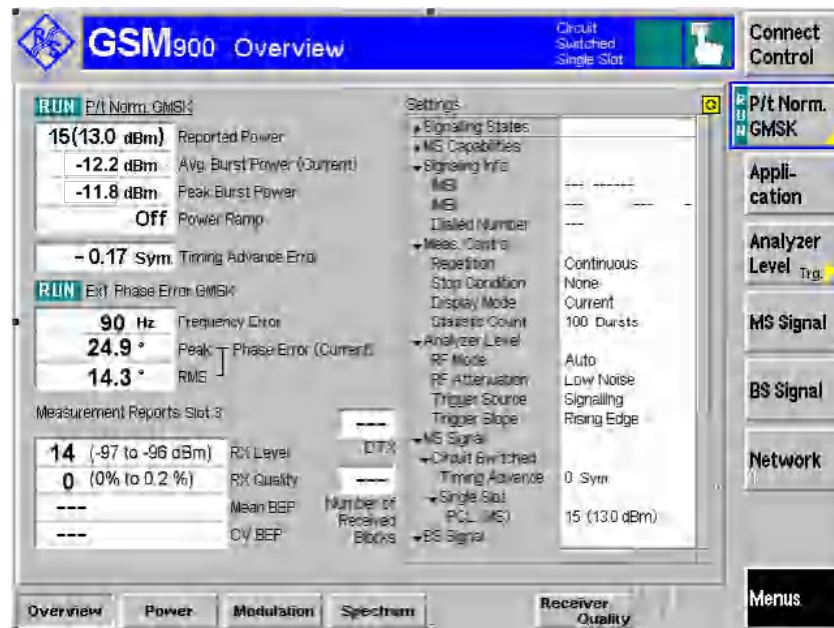 GSM900 Overview
Circuit
Switched
Single Slot
Connect
Control
RUN P/t Norm. GMSK
15(13.0 dBm) Reported Power
-12.2 dBm Avg. Burst Power (Current)
-11.8 dBm Peak Burst Power
Off Power Ramp
- 0.17 Sym. Timing Advance Error
RUN Ext. Phase Error GMSK
90 Hz Frequency Error
24.9 ° Peak Phase Error (Current)
14.3 ° RMS
Measurement Reports Slot 3
---
DTX
14 (-97 to -96 dBm) RX Level
0 (0% to 0.2 %) RX Quality
---
--- Mean BEP
--- CV BEP
Number of
Received
Blocks
Settings
Signaling States
MS Capabilities
Signaling Info
IMSI --- ------
--- --- -
Dialed Number ---
Meas. Control
Repetition Continuous
Stop Condition None
Display Mode Current
Statistic Count 100 Bursts
Analyzer Level
RF Mode Auto
RF Attenuation Low Noise
Trigger Source Signalling
Trigger Slope Rising Edge
MS Signal
Circuit Switched
Timing Advance 0 Sym
Single Slot
PCL (MS) 15 (13.0 dBm)
BS Signal
G
RUN
P/t Norm.
GMSK
Appli-
cation
Analyzer
Level Trg.
MS Signal
BS Signal
Network
Menus
Overview Power Modulation Spectrum Receiver
Quality